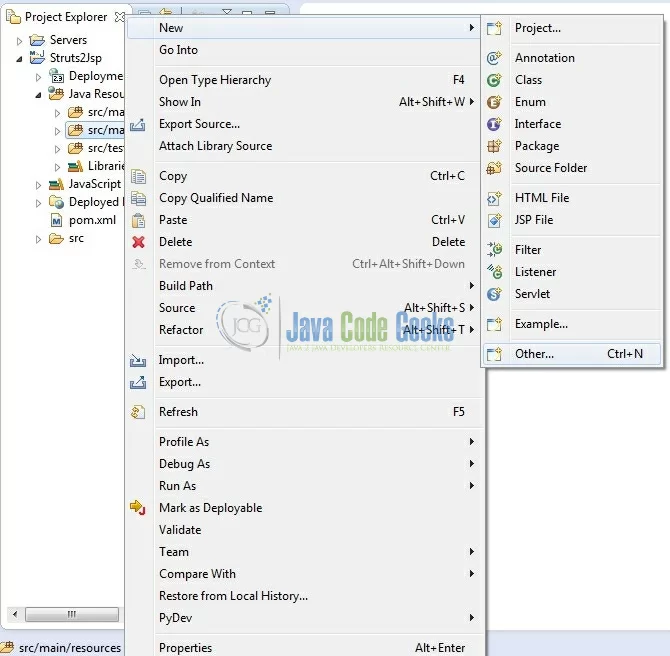 Project Explorer
Servers
Struts2Jsp
Deployme
Java Resou
src/ma
src/ma
src/tes
Librarie
JavaScript
Deployed
pom.xml
src
src/main/resources
New
Go Into
Open Type Hierarchy F4
Show In Alt+Shift+W
Export Source...
Attach Library Source
Copy Ctrl+C
Copy Qualified Name
Paste Ctrl+V
Delete Delete
Remove from Context Ctrl+Alt+Shift+Down
Build Path
Source Alt+Shift+S
Refactor Alt+Shift+T
Import...
Export...
Refresh F5
Profile As
Debug As
Run As
Mark as Deployable
Validate
Team
Compare With
Restore from Local History...
PyDev
Properties Alt+Enter
Project...
Annotation
Class
Enum
Interface
Package
Source Folder
HTML File
JSP File
Filter
Listener
Servlet
Example...
Other... Ctrl+N
JCG
Java Code Geeks
Java 2 Java Developers Resource Center